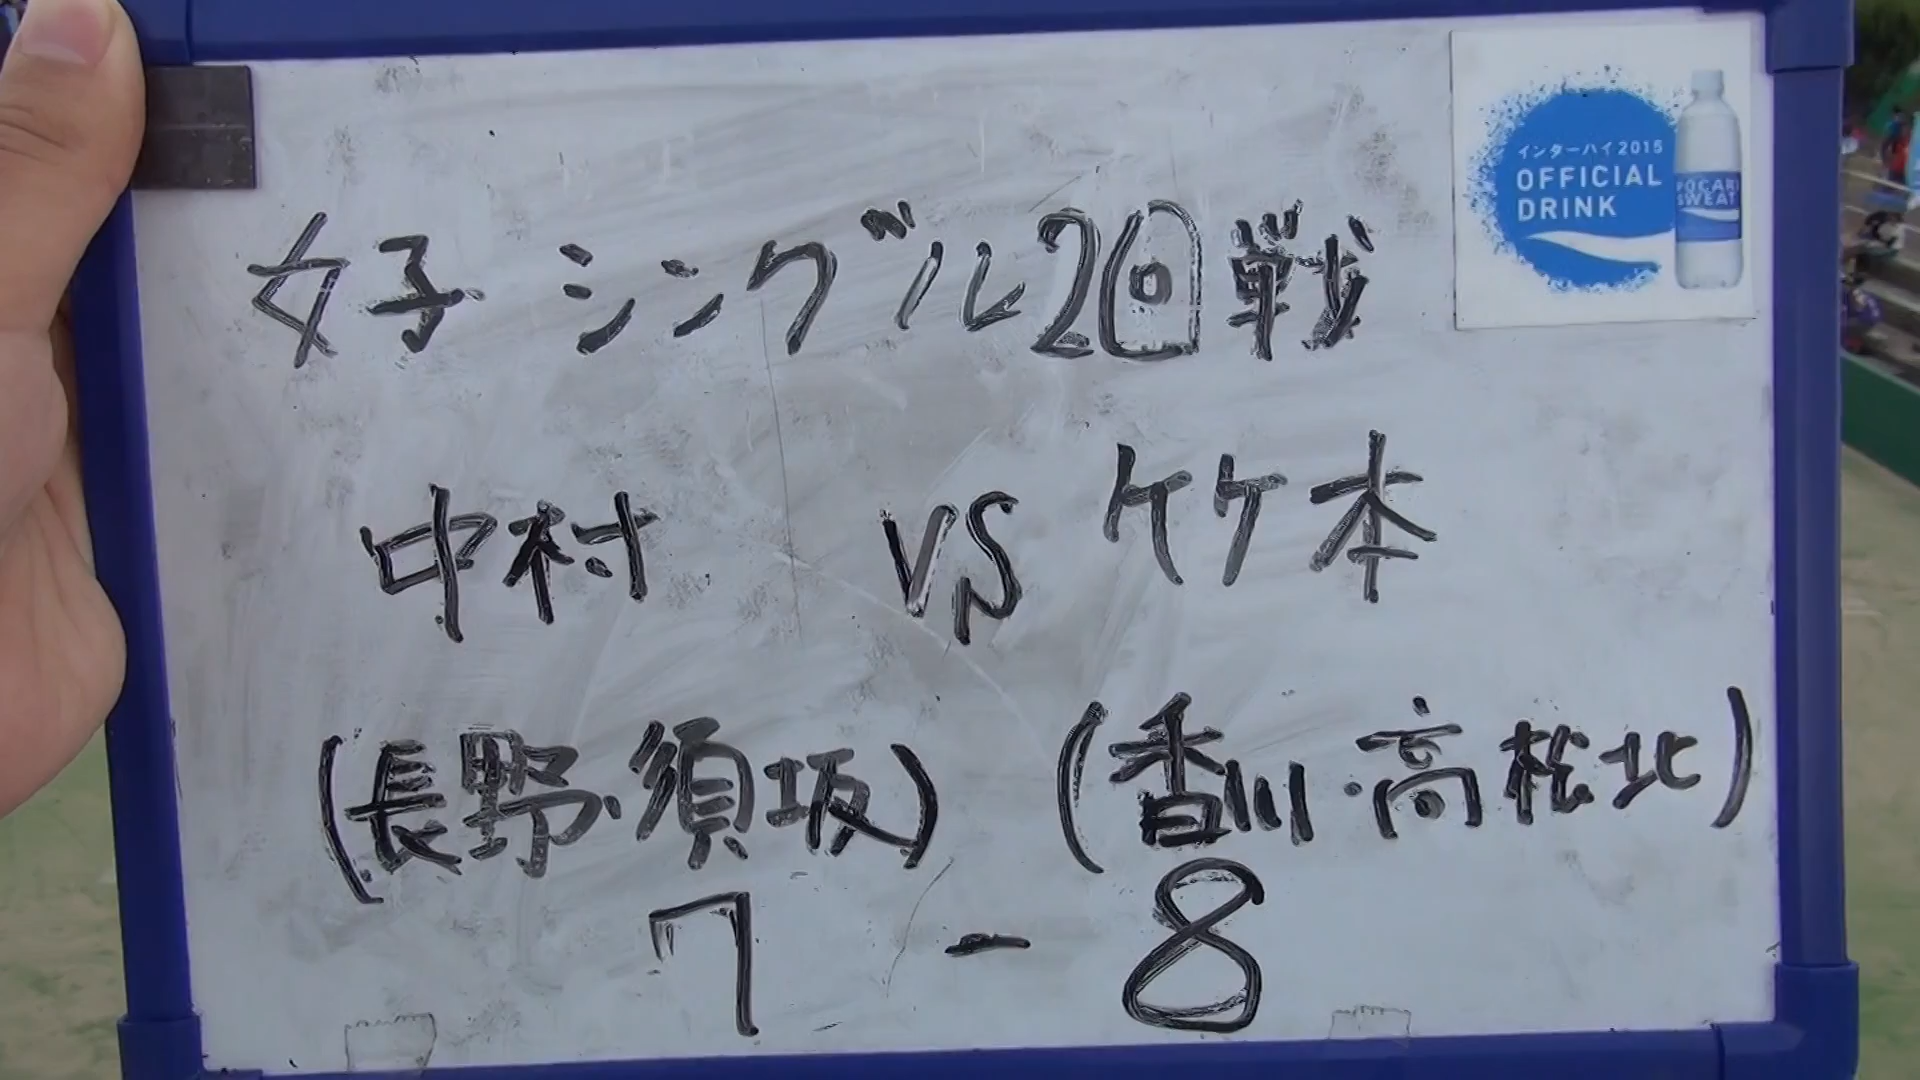 インターハイ2015
OFFICIAL
DRINK
POCARI
SWEAT
女子 シングル2回戦
中村 VS 竹本
(長野・須坂) (香川・高松北)
7 - 8